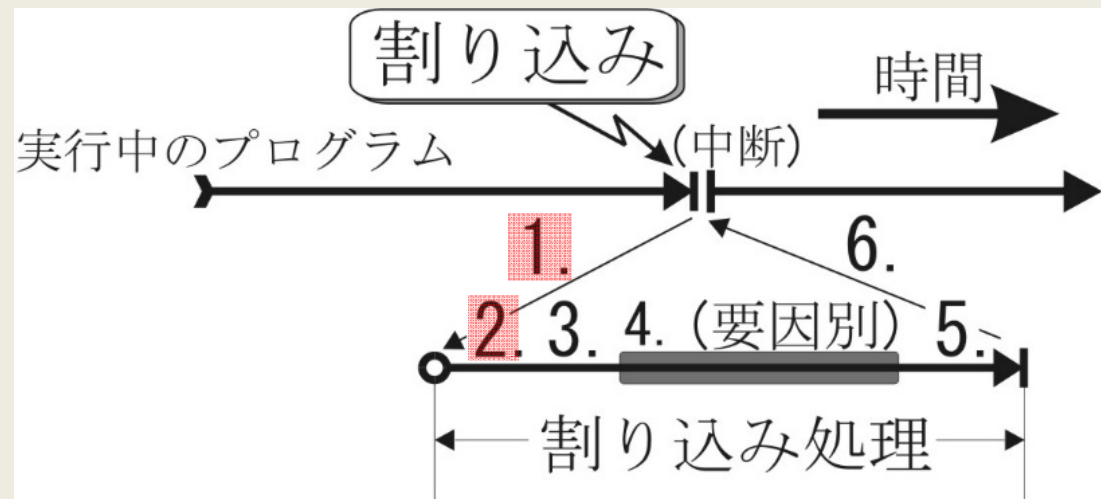 割り込み
時間
実行中のプログラム
(中断)
1.
6.
2. 3. 4. (要因別) 5.
割り込み処理